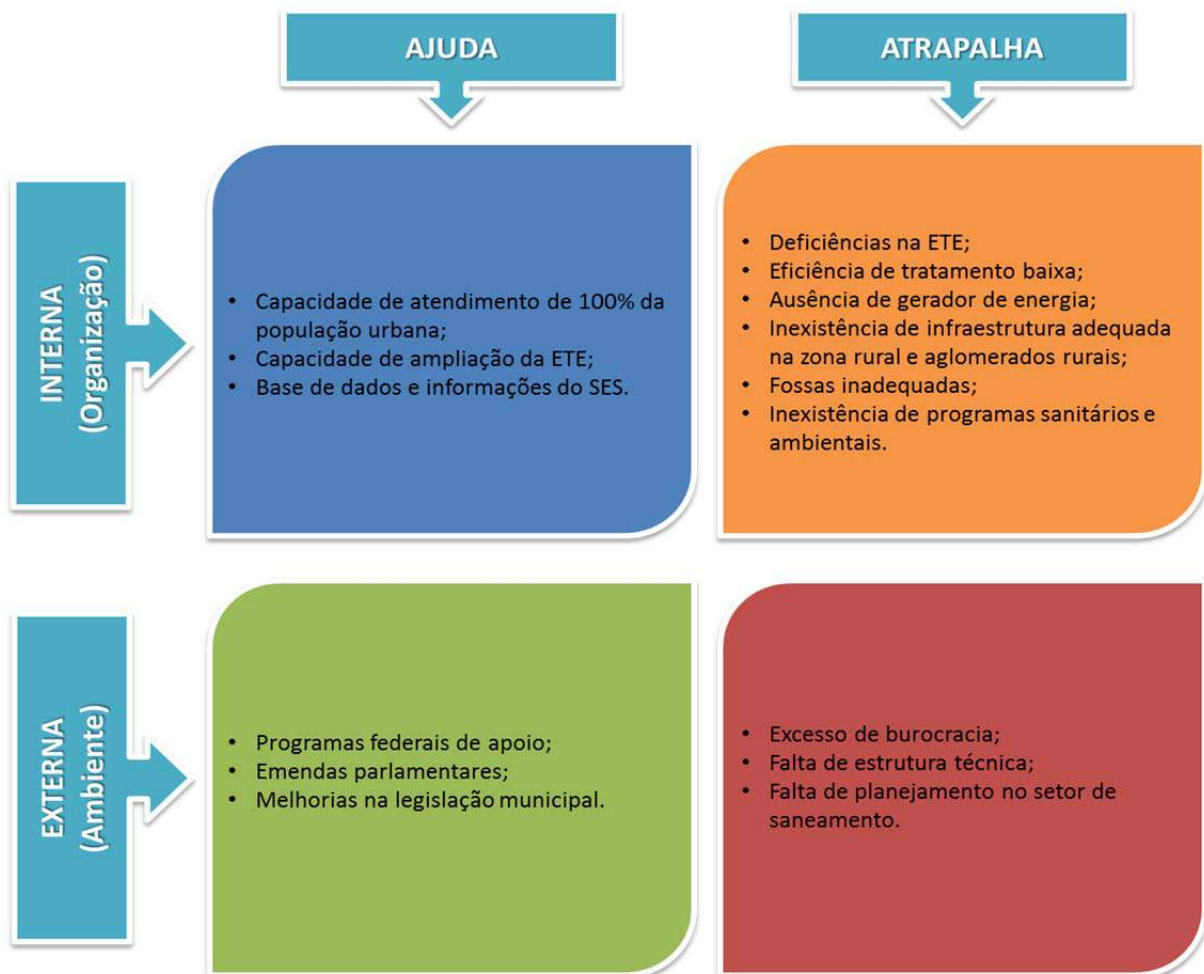 AJUDA
ATRAPALHA
INTERNA
(Organização)
• Capacidade de atendimento de 100% da
população urbana;
• Capacidade de ampliação da ETE;
• Base de dados e informações do SES.
• Deficiências na ETE;
• Eficiência de tratamento baixa;
• Ausência de gerador de energia;
• Inexistência de infraestrutura adequada
na zona rural e aglomerados rurais;
• Fossas inadequadas;
• Inexistência de programas sanitários e
ambientais.
EXTERNA
(Ambiente)
• Programas federais de apoio;
• Emendas parlamentares;
• Melhorias na legislação municipal.
• Excesso de burocracia;
• Falta de estrutura técnica;
• Falta de planejamento no setor de
saneamento.